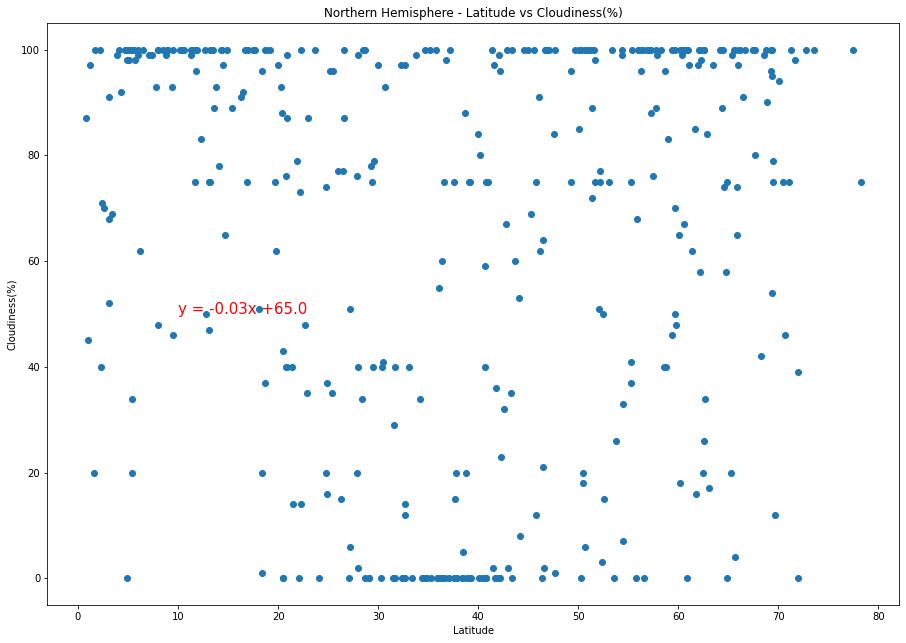 Northern Hemisphere - Latitude vs Cloudiness(%)
Cloudiness(%)
100
80
60
40
20
0
y = -0.03x +65.0
0 10 20 30 40 50 60 70 80
Latitude